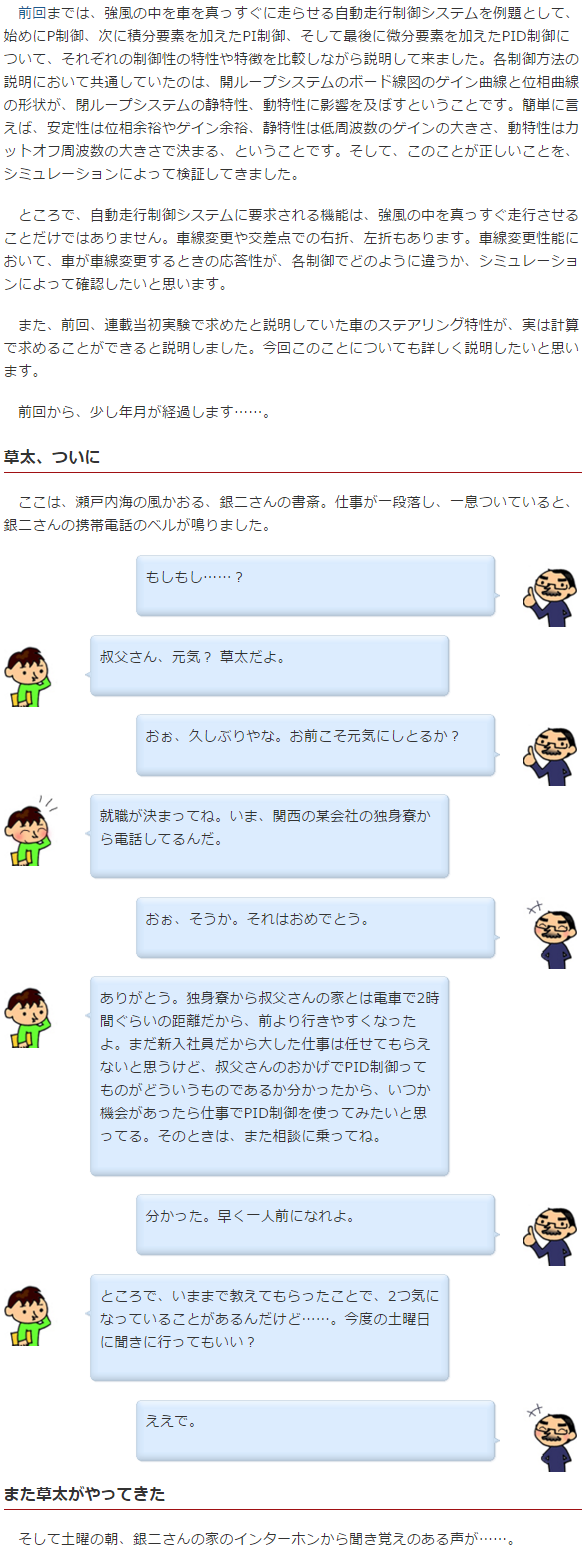 前回までは、強風の中を車を真っすぐに走らせる自動走行制御システムを例題として、
始めにP制御、次に積分要素を加えたPI制御、そして最後に微分要素を加えたPID制御に
ついて、それぞれの制御性の特性や特徴を比較しながら説明して来ました。各制御方法の
説明において共通していたのは、開ループシステムのボード線図のゲイン曲線と位相曲線
の形状が、閉ループシステムの静特性、動特性に影響を及ぼすということです。簡単に言
えば、安定性は位相余裕やゲイン余裕、静特性は低周波数のゲインの大きさ、動特性はカ
ットオフ周波数の大きさで決まる、ということです。そして、このことが正しいことを、
シミュレーションによって検証してきました。
ところで、自動走行制御システムに要求される機能は、強風の中を真っすぐ走行させる
ことだけではありません。車線変更や交差点での右折、左折もあります。車線変更性能に
おいて、車が車線変更するときの応答性が、各制御でどのように違うか、シミュレーショ
ンによって確認したいと思います。
また、前回、連載当初実験で求めたと説明していた車のステアリング特性が、実は計算
で求めることができると説明しました。今回このことについても詳しく説明したいと思い
ます。
前回から、少し年月が経過します……。
草太、ついに
ここは、瀬戸内海の風かおる、銀二さんの書斎。仕事が一段落し、一息ついていると、
銀二さんの携帯電話のベルが鳴りました。
もしもし……？
叔父さん、元気？ 草太だよ。
おぉ、久しぶりやな。お前こそ元気にしとるか？
就職が決まってね。いま、関西の某会社の独身寮か
ら電話してるんだ。
おぉ、そうか。それはおめでとう。
ありがとう。独身寮から叔父さんの家とは電車で2時
間ぐらいの距離だから、前より行きやすくなった
よ。まだ新入社員だから大した仕事は任せてもらえ
ないと思うけど、叔父さんのおかげでPID制御って
ものがどういうものであるか分かったから、いつか
機会があったら仕事でPID制御を使ってみたいと思
ってる。そのときは、また相談に乗ってね。
分かった。早く一人前になれよ。
ところで、いままで教えてもらったことで、2つ気に
なっていることがあるんだけど……。今度の土曜日
に聞きに行ってもいい？
ええで。
また草太がやってきた
そして土曜の朝、銀二さんの家のインターホンから聞き覚えのある声が……。